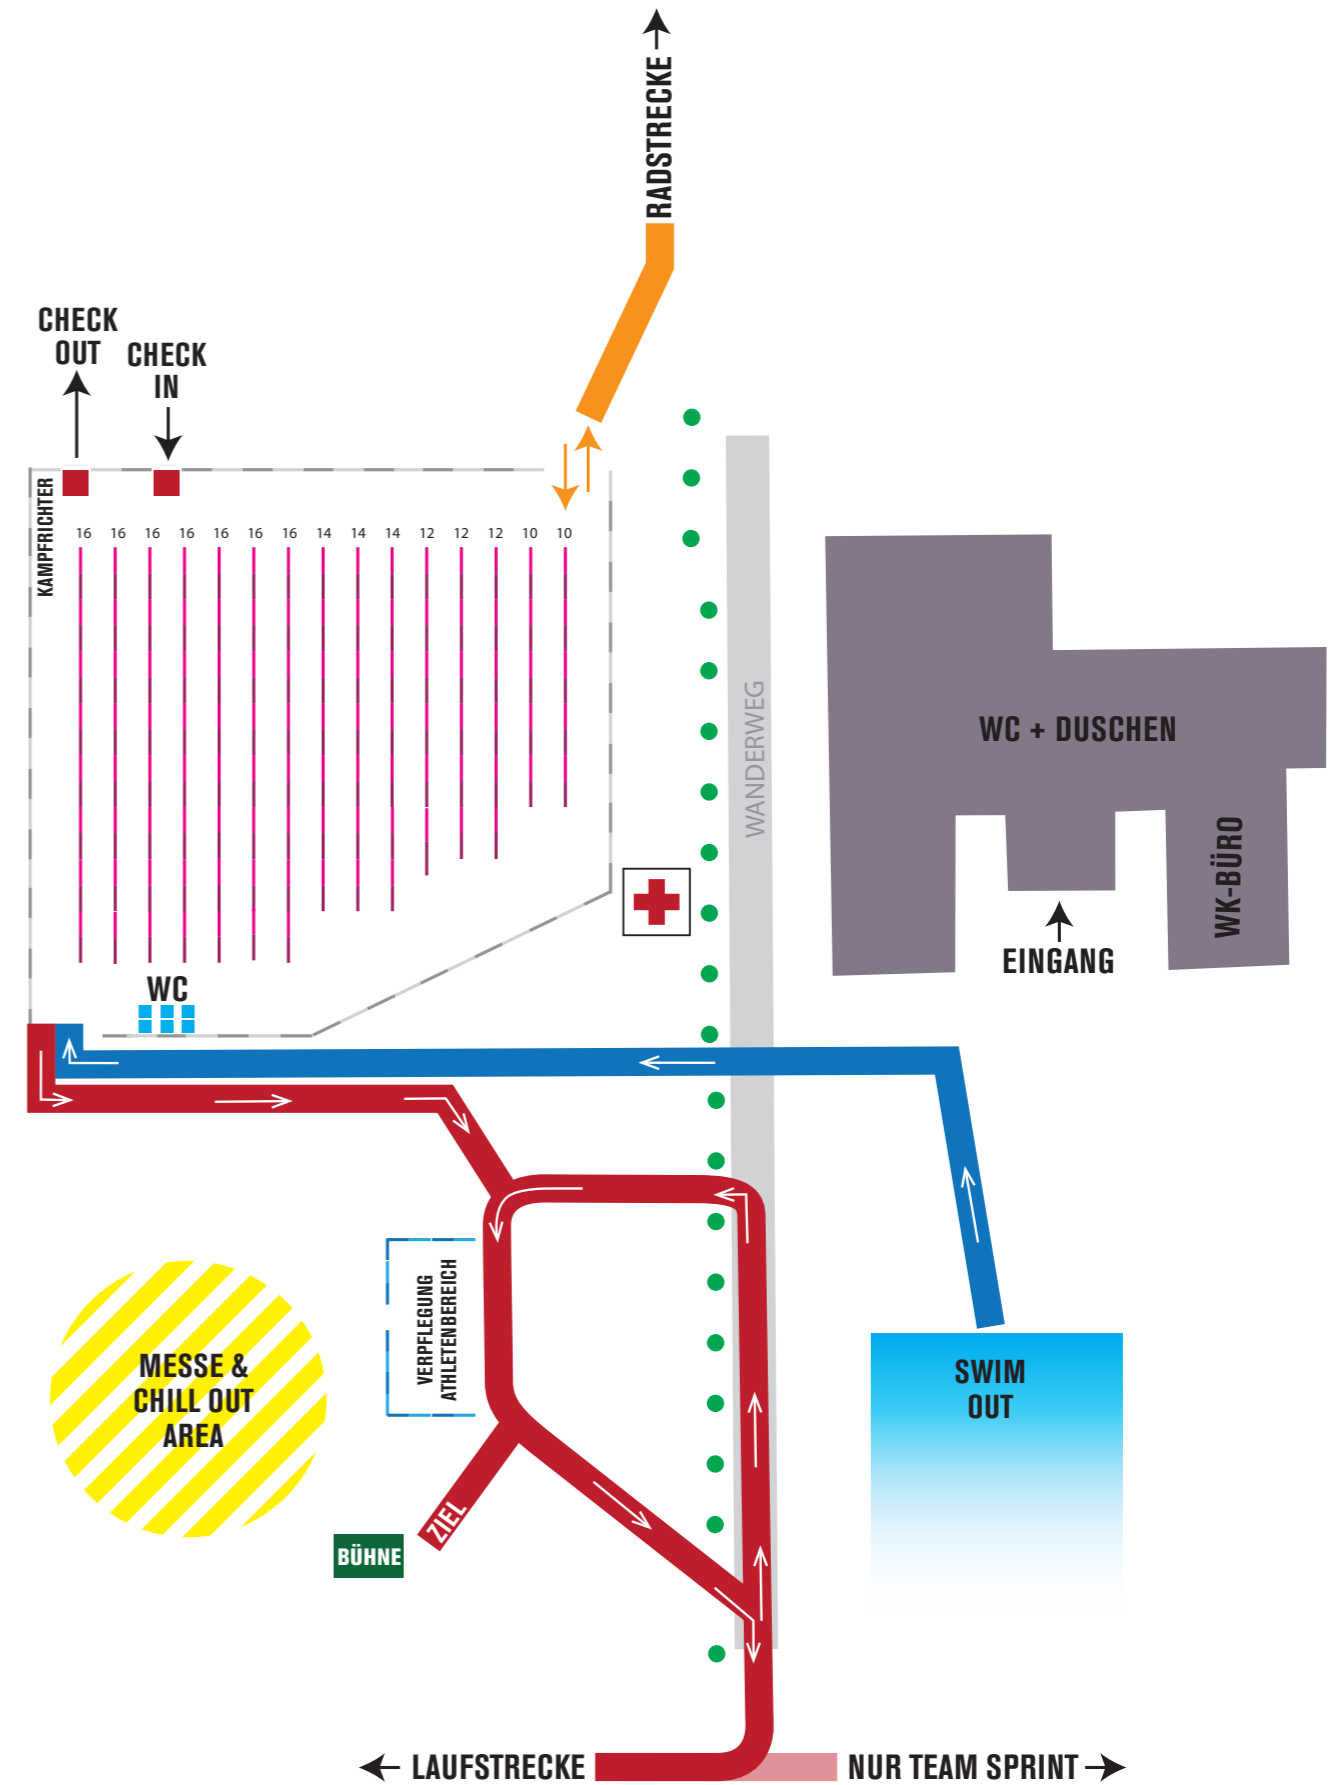 RADSTRECKE
CHECK
OUT
CHECK
IN
KAMPFRICHTER
16 16 16 16 16 16 16 14 14 14 12 12 12 10 10
WANDERWEG
WC + DUSCHEN
WK-BÜRO
EINGANG
WC
VERPFLEGUNG
ATHLETENBEREICH
MESSE &
CHILL OUT
AREA
SWIM
OUT
ZIEL
BÜHNE
LAUFSTRECKE
NUR TEAM SPRINT